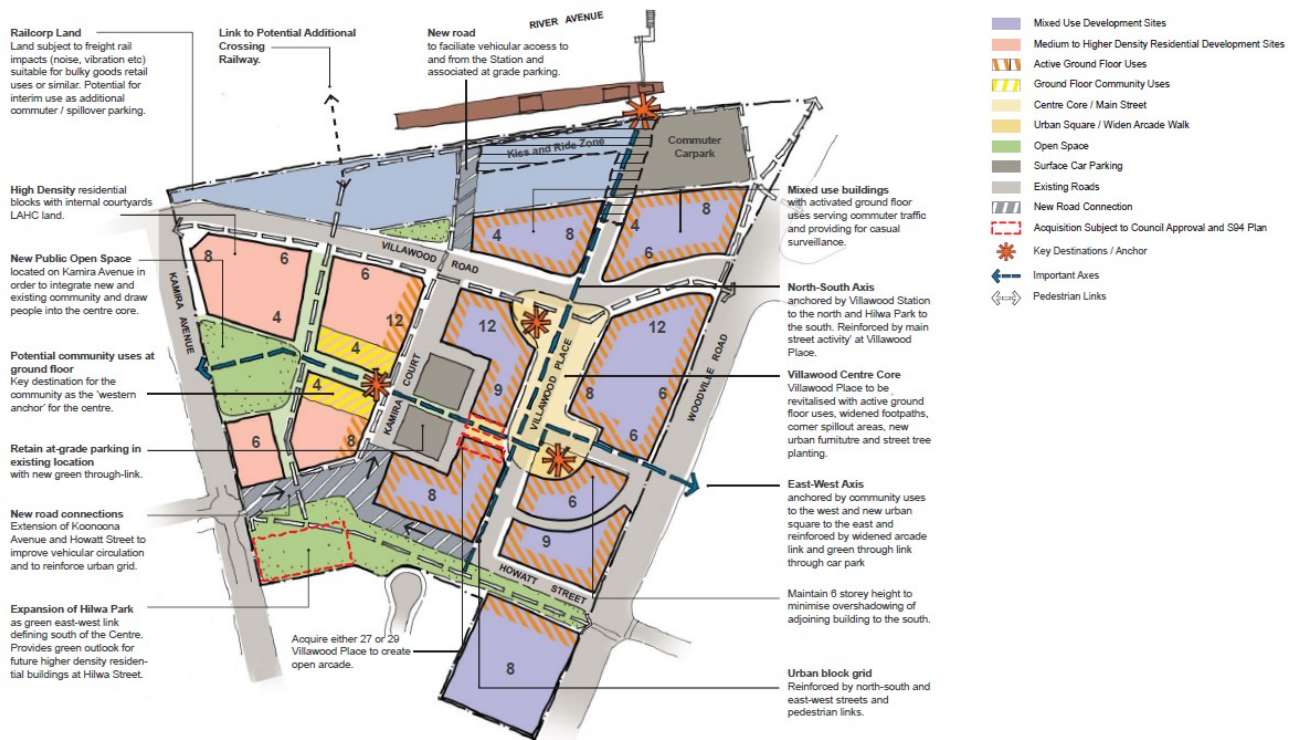 RIVER AVENUE
Railcorp Land
Land subject to freight rail
impacts (noise, vibration etc)
suitable for bulky goods retail
uses or similar. Potential for
interim use as additional
commuter / spillover parking.
Link to Potential Additional
Crossing
Railway.
New road
to faciliate vehicular access to
and from the Station and
associated at grade parking.
High Density residential
blocks with internal courtyards
LAHC land.
New Public Open Space
located on Kamira Avenue in
order to integrate new and
existing community and draw
people into the centre core.
Potential community uses at
ground floor
Key destination for the
community as the 'western
anchor' for the centre.
Retain at-grade parking in
existing location
with new green through-link.
New road connections
Extension of Koonoona
Avenue and Howatt Street to
improve vehicular circulation
and to reinforce urban grid.
Expansion of Hilwa Park
as green east-west link
defining south of the Centre.
Provides green outlook for
future higher density residen-
tial buildings at Hilwa Street.
Acquire either 27 or 29
Villawood Place to create
open arcade.
Kiss and Ride Zone
Commuter
Carpark
4
8
4
8
6
VILLAWOOD ROAD
KAMIRA AVENUE
8
6
4
6
12
4
4
6
8
KAMIRA COURT
12
9
8
VILLAWOOD PLACE
12
8
6
6
WOODVILLE ROAD
6
9
HOWATT STREET
8
Mixed use buildings
with activated ground floor
uses serving commuter traffic
and providing for casual
surveillance.
North-South Axis
anchored by Villawood Station
to the north and Hilwa Park to
the south. Reinforced by main
street activity' at Villawood
Place.
Villawood Centre Core
Villawood Place to be
revitalised with active ground
floor uses, widened footpaths,
corner spillout areas, new
urban furnitutre and street tree
planting.
East-West Axis
anchored by community uses
to the west and new urban
square to the east and
reinforced by widened arcade
link and green through link
through car park
Maintain 6 storey height to
minimise overshadowing of
adjoining building to the south.
Urban block grid
Reinforced by north-south and
east-west streets and
pedestrian links.
Mixed Use Development Sites
Medium to Higher Density Residential Development Sites
Active Ground Floor Uses
Ground Floor Community Uses
Centre Core / Main Street
Urban Square / Widen Arcade Walk
Open Space
Surface Car Parking
Existing Roads
New Road Connection
Acquisition Subject to Council Approval and S94 Plan
Key Destinations / Anchor
Important Axes
Pedestrian Links